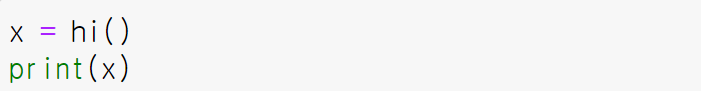 x = hi()
print(x)